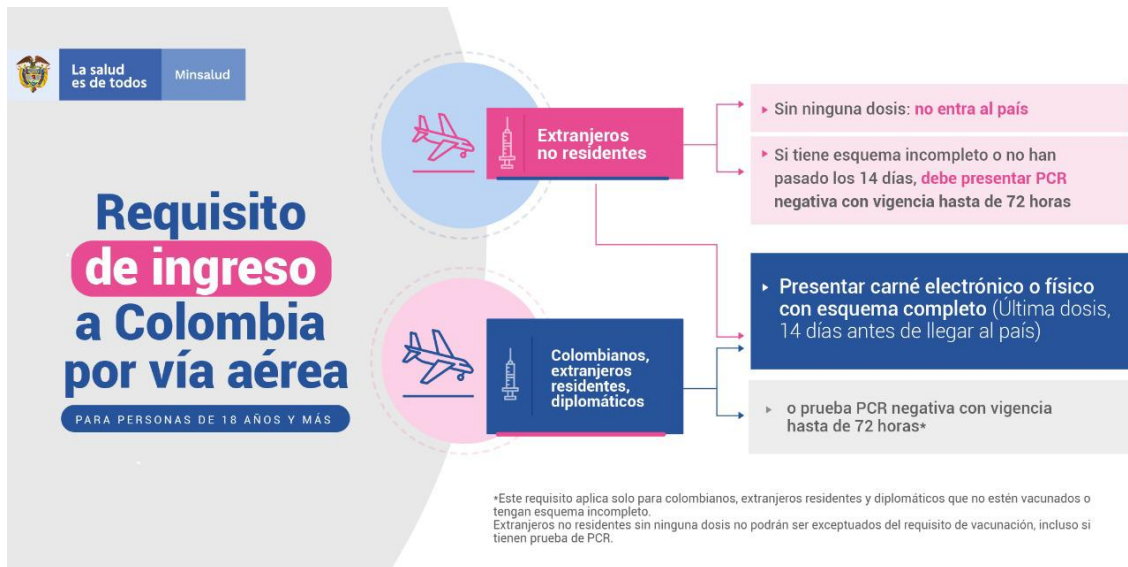 La salud
es de todos
Minsalud
Requisito
de ingreso
a Colombia
por vía aérea
PARA PERSONAS DE 18 AÑOS Y MÁS
Extranjeros
no residentes
Sin ninguna dosis: no entra al país
Si tiene esquema incompleto o no han
pasado los 14 días, debe presentar PCR
negativa con vigencia hasta de 72 horas
Colombianos,
extranjeros
residentes,
diplomáticos
Presentar carné electrónico o físico
con esquema completo (Última dosis,
14 días antes de llegar al país)
o prueba PCR negativa con vigencia
hasta de 72 horas*
*Este requisito aplica solo para colombianos, extranjeros residentes y diplomáticos que no estén vacunados o
tengan esquema incompleto.
Extranjeros no residentes sin ninguna dosis no podrán ser exceptuados del requisito de vacunación, incluso si
tienen prueba de PCR.